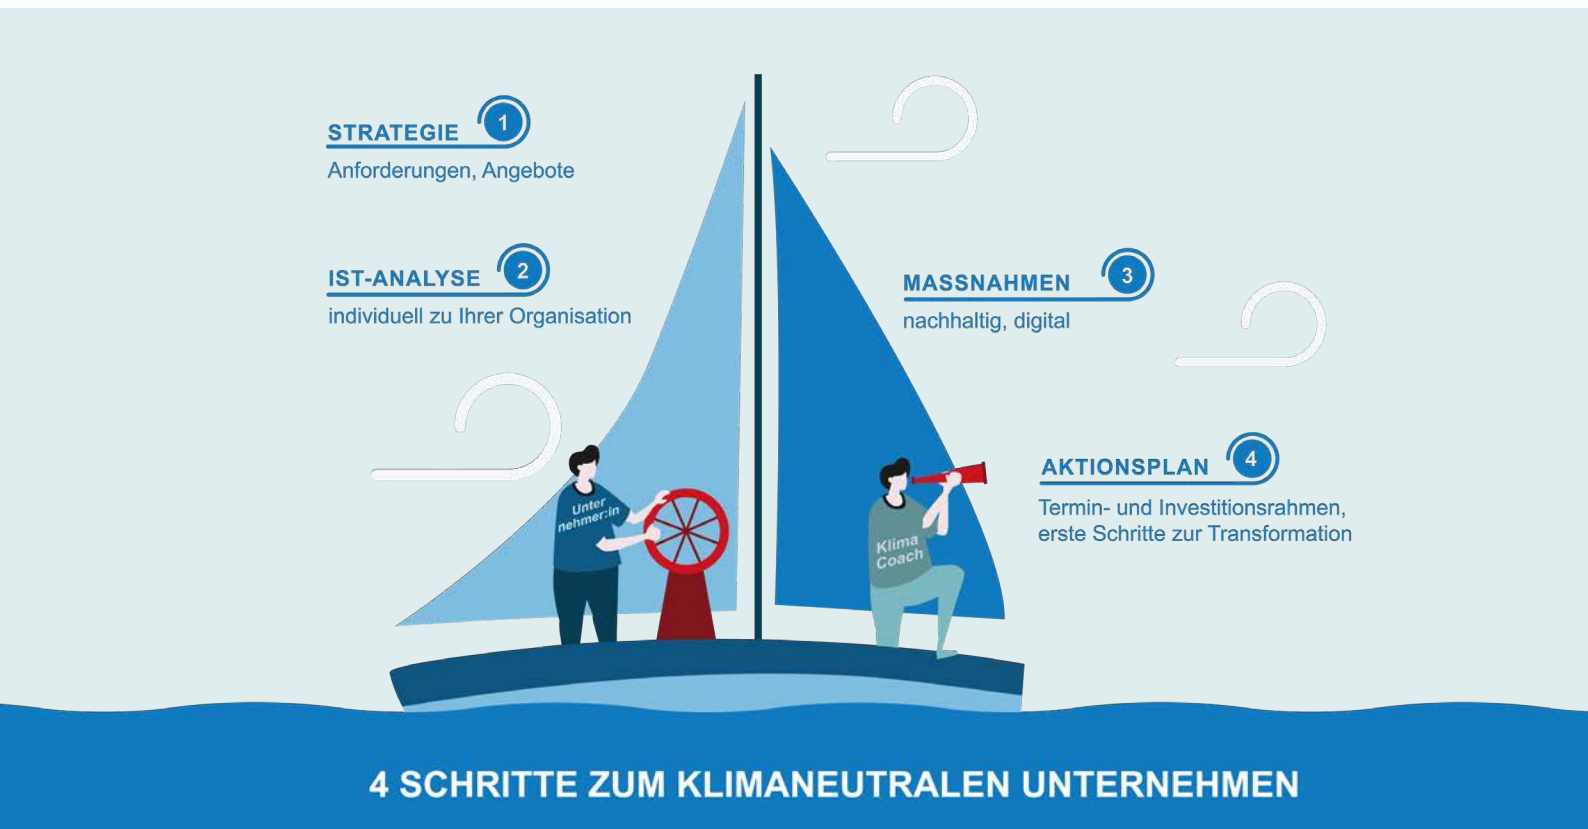 STRATEGIE 1
Anforderungen, Angebote
IST-ANALYSE 2
individuell zu Ihrer Organisation
MASSNAHMEN 3
nachhaltig, digital
AKTIONSPLAN 4
Termin- und Investitionsrahmen,
erste Schritte zur Transformation
Unter
nehmer:in
Klima
Coach
4 SCHRITTE ZUM KLIMANEUTRALEN UNTERNEHMEN